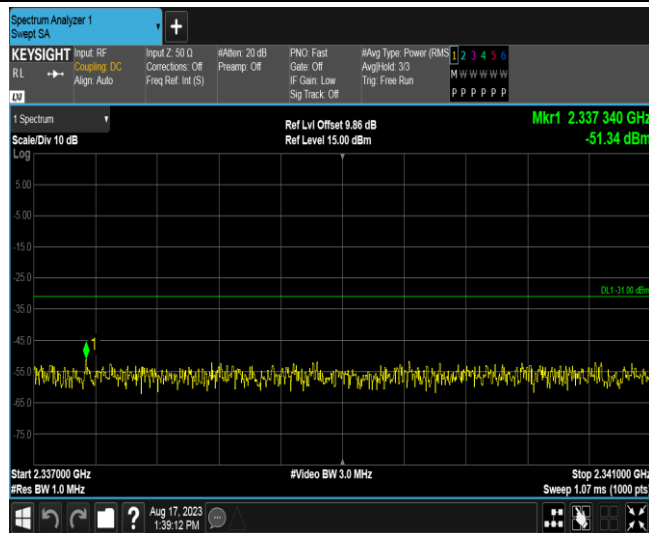 Spectrum Analyzer 1
Swept SA
KEYSIGHT
RL
LXI
Input: RF
Coupling: DC
Align: Auto
Input Z: 50 Ω
Corrections: Off
Freq Ref: Int (S)
#Atten: 20 dB
Preamp: Off
PNO: Fast
Gate: Off
IF Gain: Low
Sig Track: Off
#Avg Type: Power (RMS
Avg|Hold: 3/3
Trig: Free Run
1 2 3 4 5 6
M W W W W W
P P P P P P
1 Spectrum
Scale/Div 10 dB
Log
Ref Lvl Offset 9.86 dB
Ref Level 15.00 dBm
Mkr1 2.337 340 GHz
-51.34 dBm
5.00
-5.00
-15.0
-25.0
DL1 -31.00 dBm
-35.0
-45.0
1
-55.0
-65.0
-75.0
Start 2.337000 GHz
#Res BW 1.0 MHz
#Video BW 3.0 MHz
Stop 2.341000 GHz
Sweep 1.07 ms (1000 pts)
?
Aug 17, 2023
1:39:12 PM